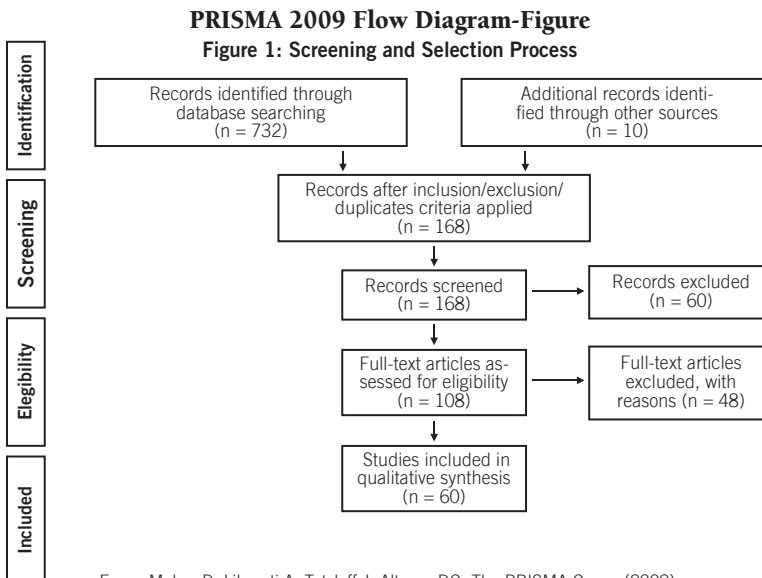 PRISMA 2009 Flow Diagram-Figure
Figure 1: Screening and Selection Process
Identification
Records identified through
database searching
(n = 732)
Additional records identi-
fied through other sources
(n = 10)
Screening
Records after inclusion/exclusion/
duplicates criteria applied
(n = 168)
Records screened
(n = 168)
Records excluded
(n = 60)
Elegibility
Full-text articles as-
sessed for eligibility
(n = 108)
Full-text articles
excluded, with
reasons (n = 48)
Included
Studies included in
qualitative synthesis
(n = 60)